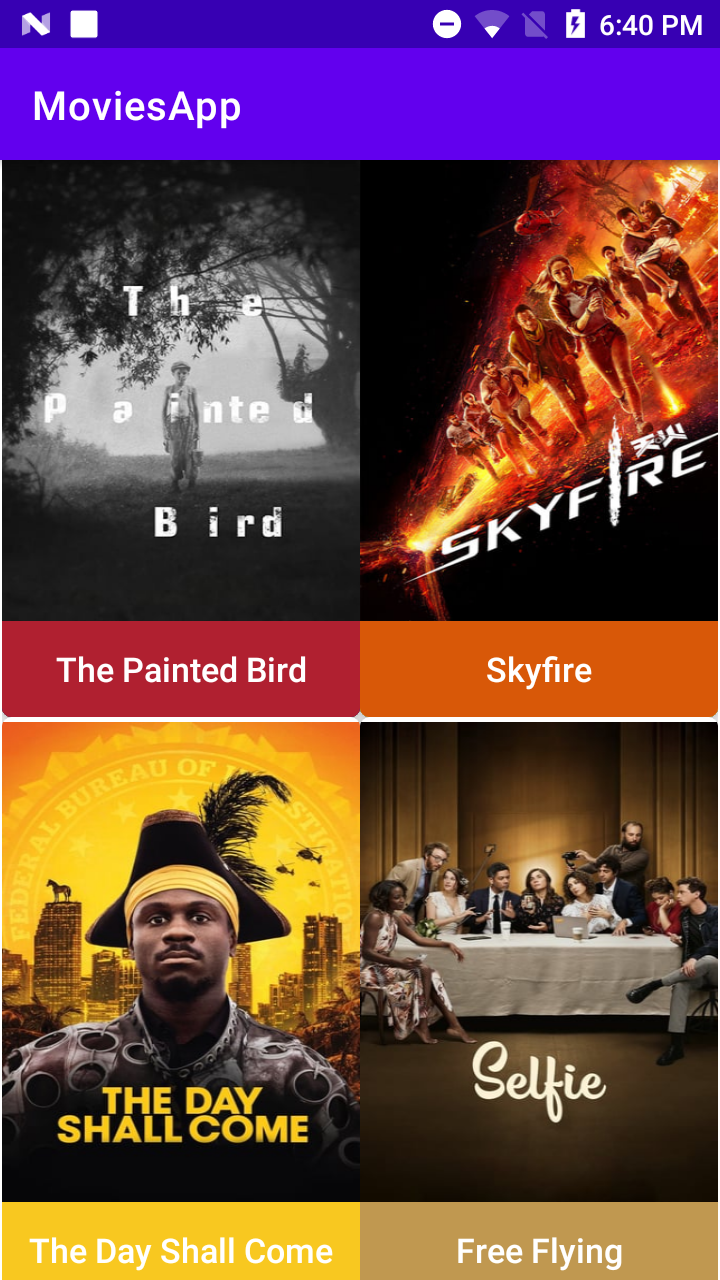 6:40 PM
MoviesApp
The
Painted
Bird
天火
SKYFIRE
The Painted Bird
Skyfire
FEDERAL BUREAU OF INVESTIGATIO
THE DAY
SHALL COME
Selfie
The Day Shall Come
Free Flying